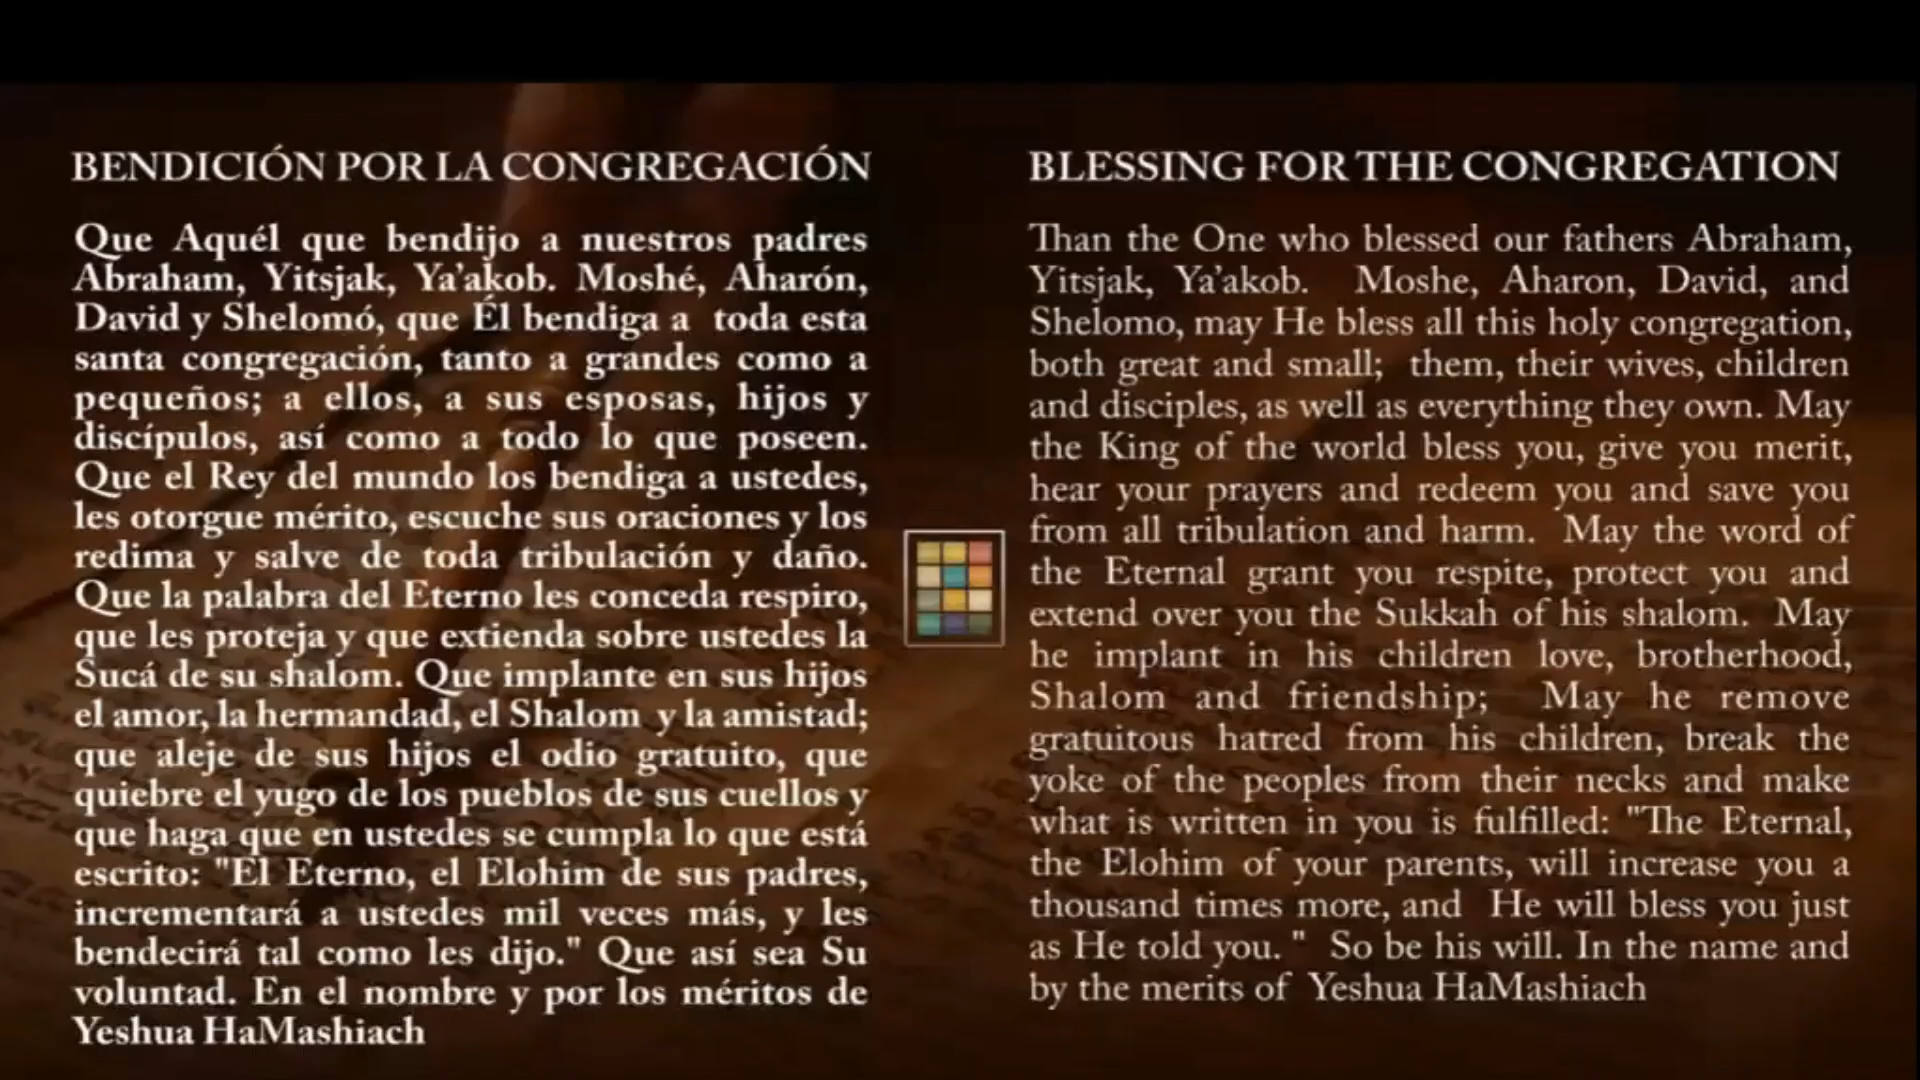 BENDICIÓN POR LA CONGREGACIÓN
Que Aquél que bendijo a nuestros padres
Abraham, Yitsjak, Ya'akob. Moshé, Aharón,
David y Shelomó, que Él bendiga a toda esta
santa congregación, tanto a grandes como a
pequeños; a ellos, a sus esposas, hijos y
discípulos, así como a todo lo que poseen.
Que el Rey del mundo los bendiga a ustedes,
les otorgue mérito, escuche sus oraciones y los
redima y salve de toda tribulación y daño.
Que la palabra del Eterno les conceda respiro,
que les proteja y que extienda sobre ustedes la
Sucá de su shalom. Que implante en sus hijos
el amor, la hermandad, el Shalom y la amistad;
que aleje de sus hijos el odio gratuito, que
quiebre el yugo de los pueblos de sus cuellos y
que haga que en ustedes se cumpla lo que está
escrito: "El Eterno, el Elohim de sus padres,
incrementará a ustedes mil veces más, y les
bendecirá tal como les dijo." Que así sea Su
voluntad. En el nombre y por los méritos de
Yeshua HaMashiach
BLESSING FOR THE CONGREGATION
Than the One who blessed our fathers Abraham,
Yitsjak, Ya'akob. Moshe, Aharon, David, and
Shelomo, may He bless all this holy congregation,
both great and small; them, their wives, children
and disciples, as well as everything they own. May
the King of the world bless you, give you merit,
hear your prayers and redeem you and save you
from all tribulation and harm. May the word of
the Eternal grant you respite, protect you and
extend over you the Sukkah of his shalom. May
he implant in his children love, brotherhood,
Shalom and friendship; May he remove
gratuitous hatred from his children, break the
yoke of the peoples from their necks and make
what is written in you is fulfilled: "The Eternal,
the Elohim of your parents, will increase you a
thousand times more, and He will bless you just
as He told you. " So be his will. In the name and
by the merits of Yeshua HaMashiach